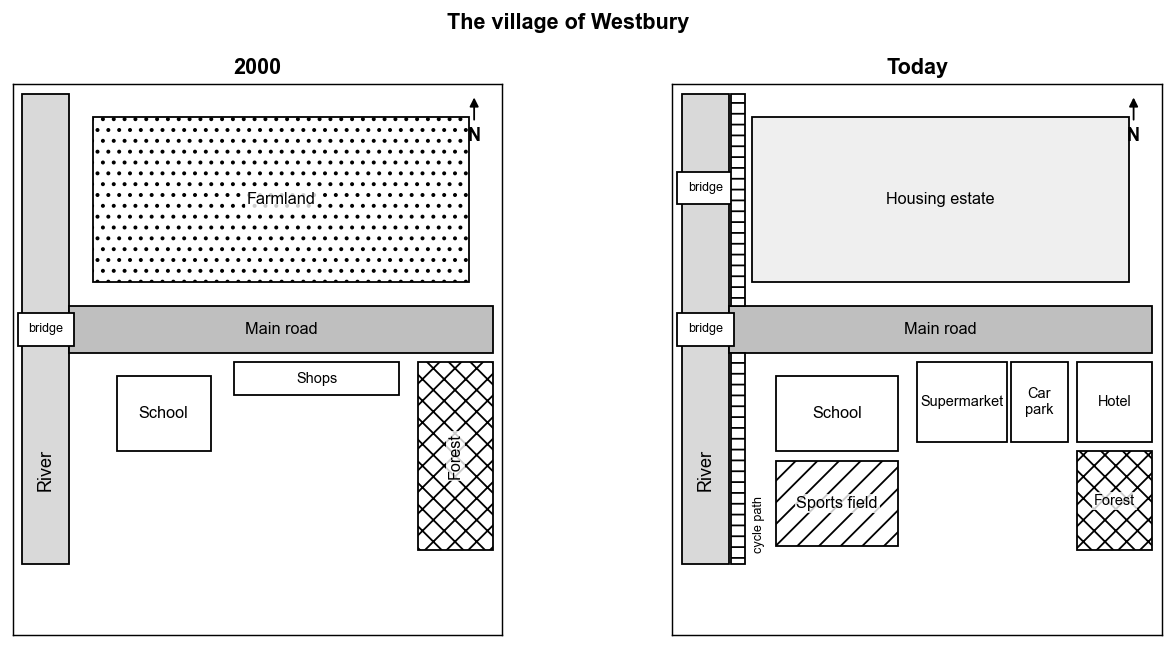 The village of Westbury
2000
N
Farmland
bridge
Main road
School
Shops
Forest
River
Today
N
bridge
Housing estate
bridge
Main road
School
Supermarket
Car
park
Hotel
River
cycle path
Sports field
Forest